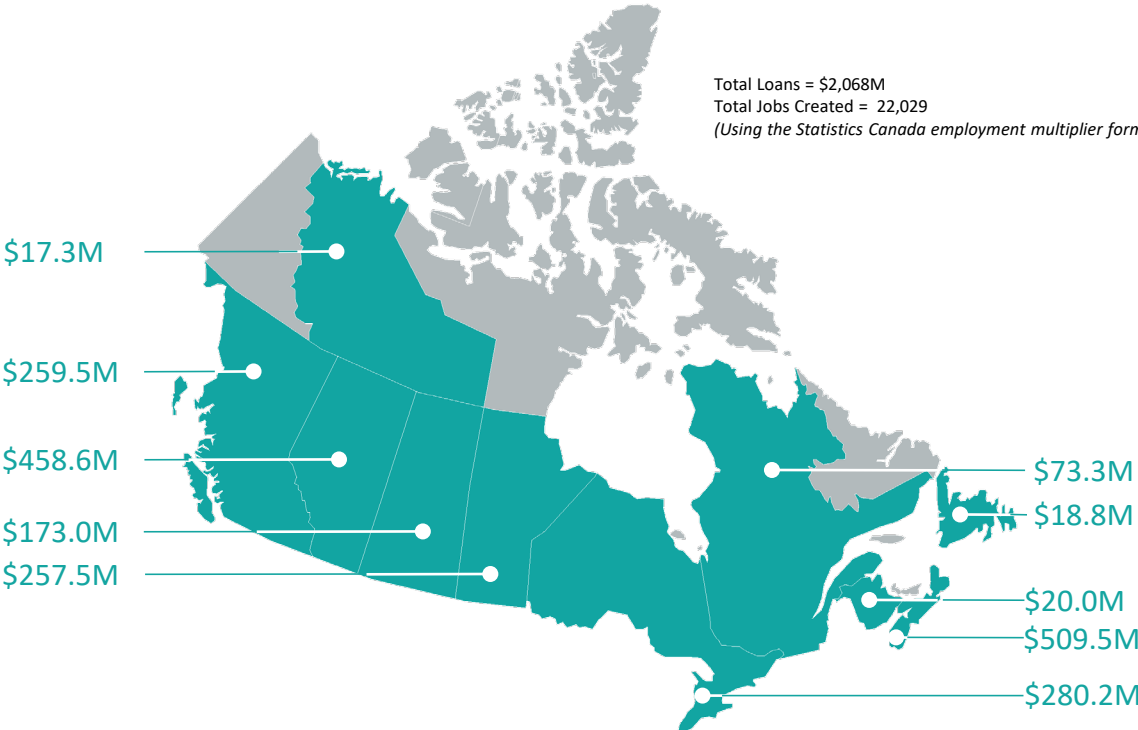 Total Loans = $2,068M
Total Jobs Created = 22,029
(Using the Statistics Canada employment multiplier
$17.3M
$259.5M
$458.6M
$173.0M
$257.5M
$73.3M
$18.8M
$20.0M
$509.5M
$280.2M